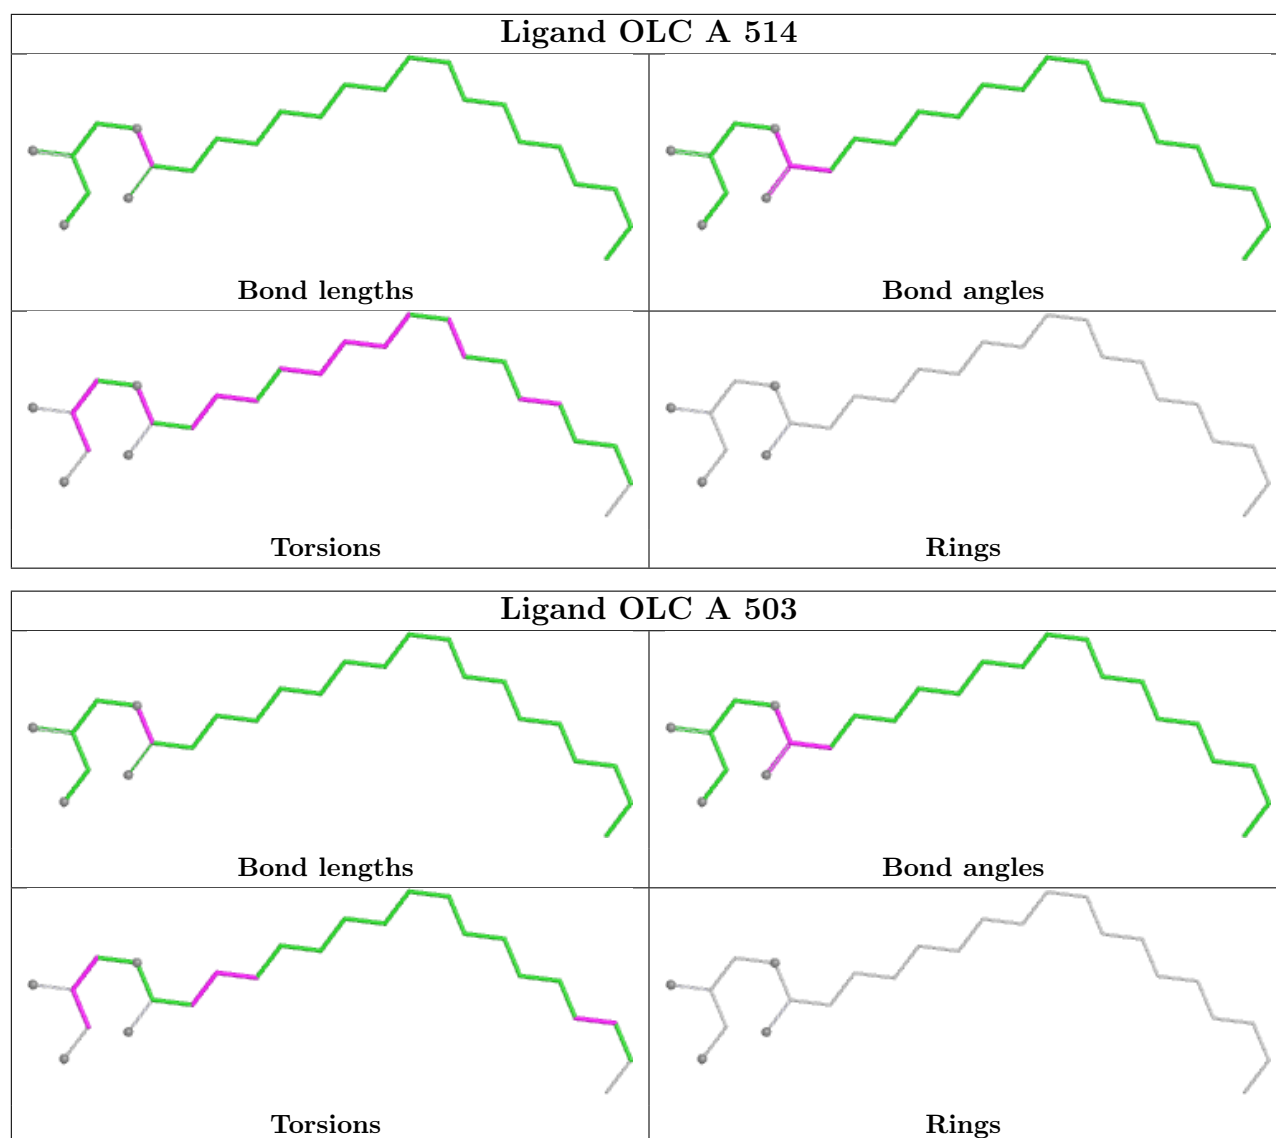 Ligand OLC A 514
Bond lengths
Bond angles
Torsions
Rings
Ligand OLC A 503
Bond lengths
Bond angles
Torsions
Rings